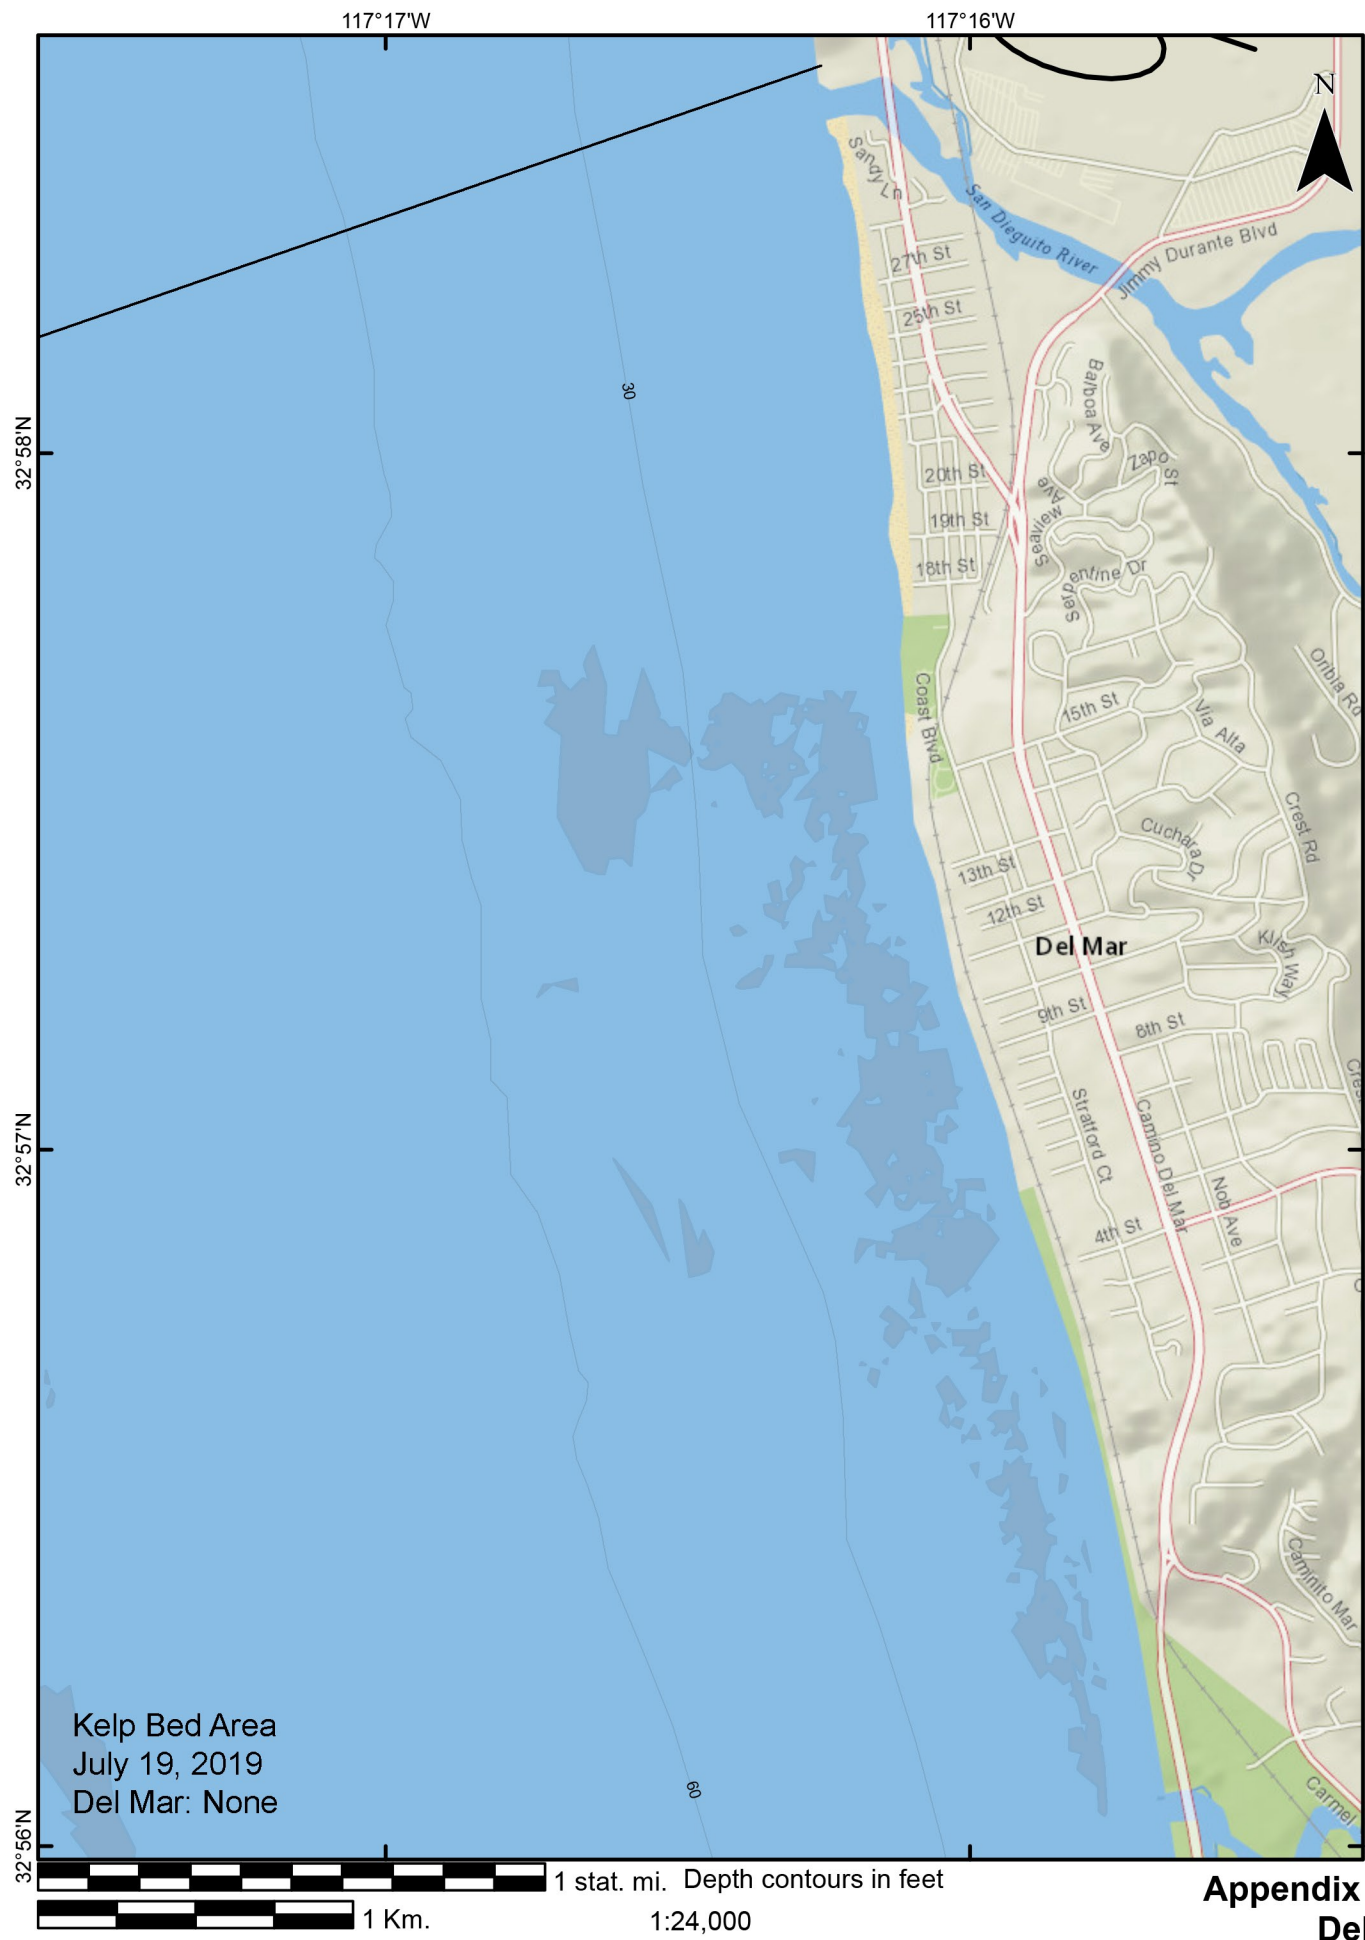 117°17'W
117°16'W
N
Sandy Ln
San Dieguito River
Jimmy Durante Blvd
27th St
25th St
30
Balboa Ave
32°58'N
Zapo St
20th St
Seaview Ave
19th St
18th St
Serpentine Dr
Oribia Rd
Coast Blvd
15th St
Via Alta
Crest Rd
Cuchara Dr
13th St
12th St
Del Mar
Klish Way
9th St
8th St
Cres
Stratford Ct
Camino Del Mar
32°57'N
Nob Ave
4th St
C
Caminito Mar
Kelp Bed Area
July 19, 2019
Del Mar: None
60
Carmel
32°56'N
1 stat. mi.
Depth contours in feet
Appendix
1 Km.
1:24,000
Del